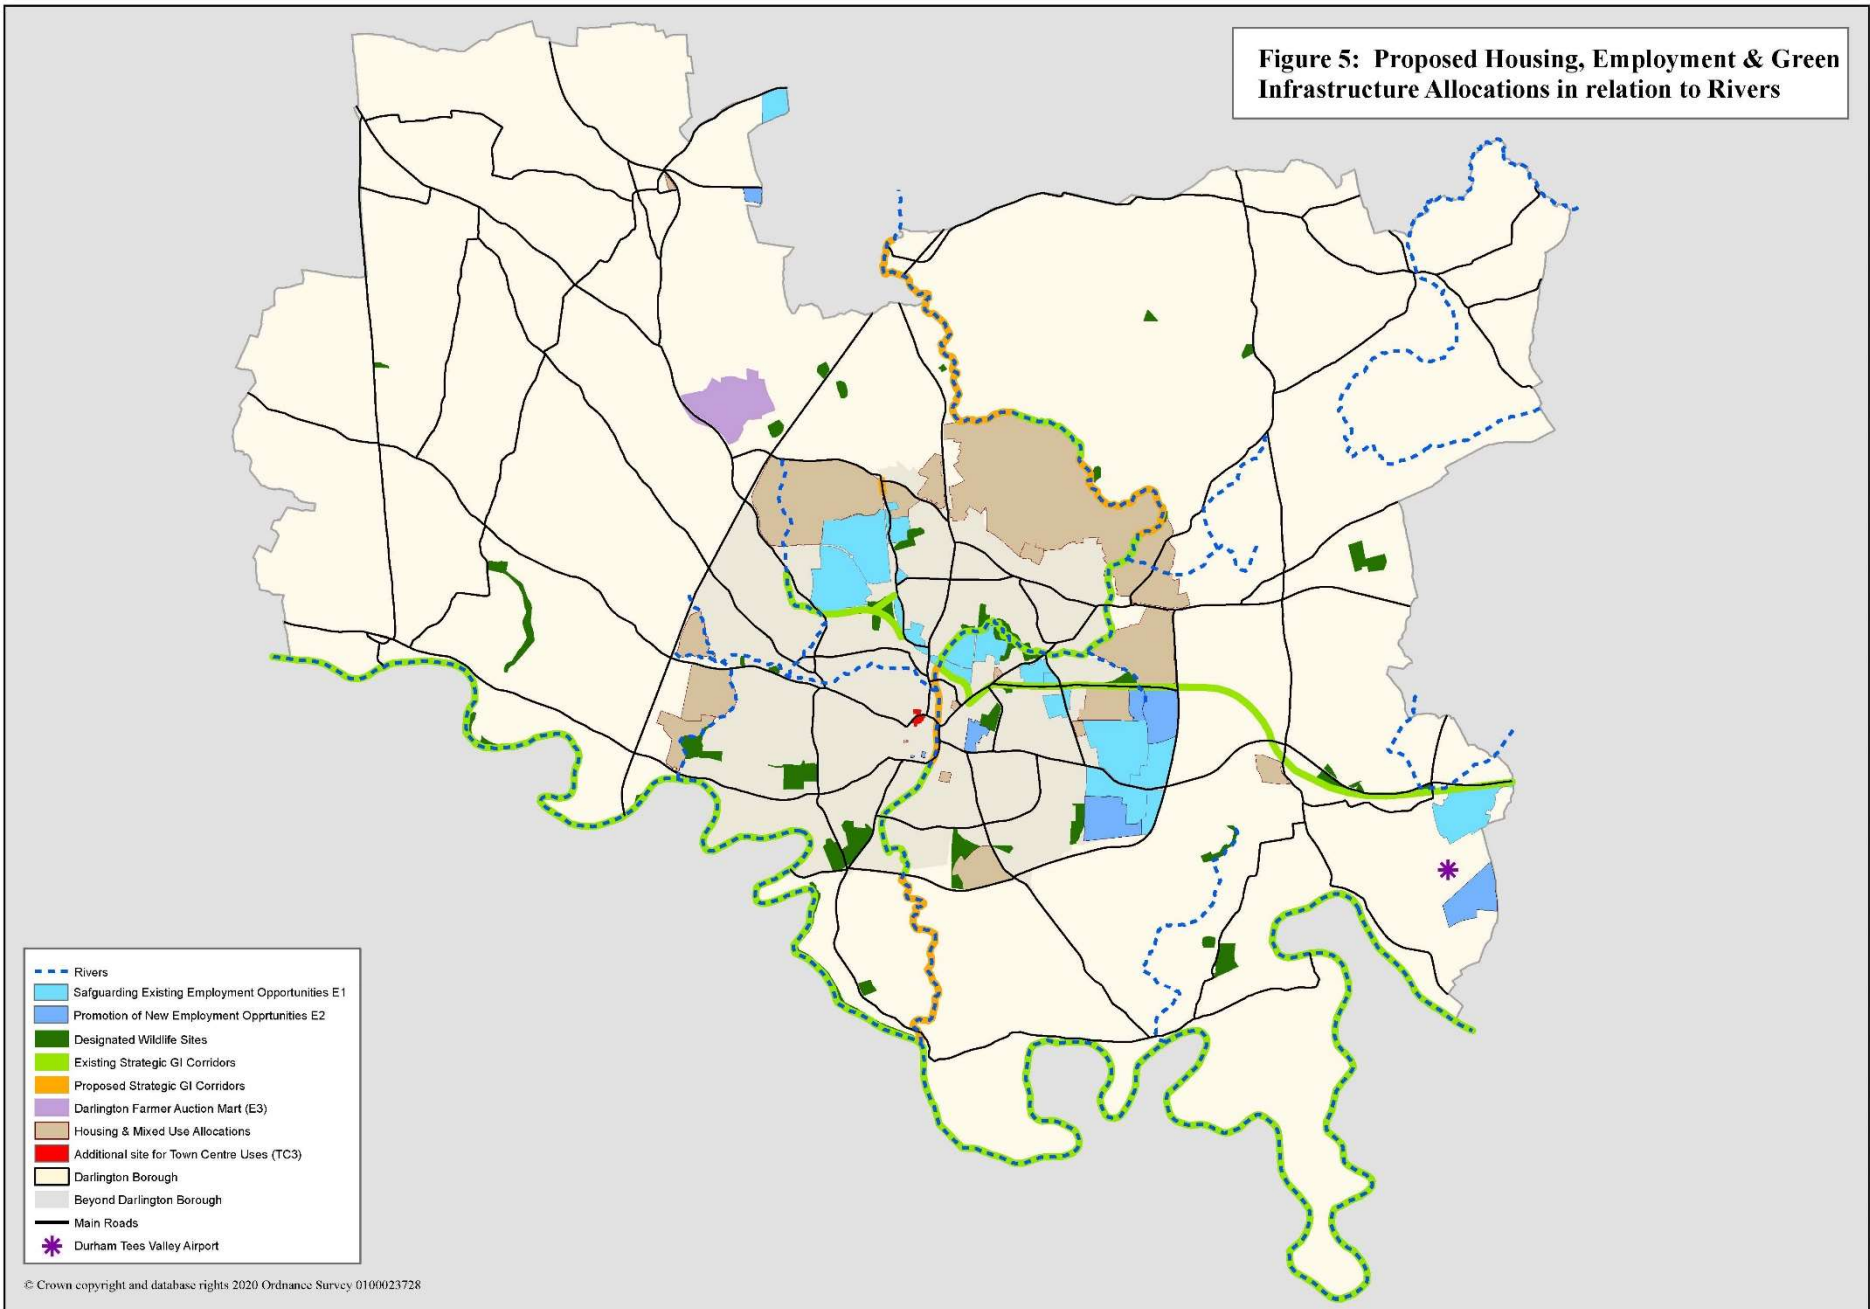 Figure 5: Proposed Housing, Employment & Green
Infrastructure Allocations in relation to Rivers
Rivers
Safguarding Existing Employment Opportunities E1
Promotion of New Employment Opprtunities E2
Designated Wildlife Sites
Existing Strategic GI Corridors
Proposed Strategic GI Corridors
Darlington Farmer Auction Mart (E3)
Housing & Mixed Use Allocations
Additional site for Town Centre Uses (TC3)
Darlington Borough
Beyond Darlington Borough
Main Roads
Durham Tees Valley Airport
© Crown copyright and database rights 2020 Ordnance Survey 0100023728